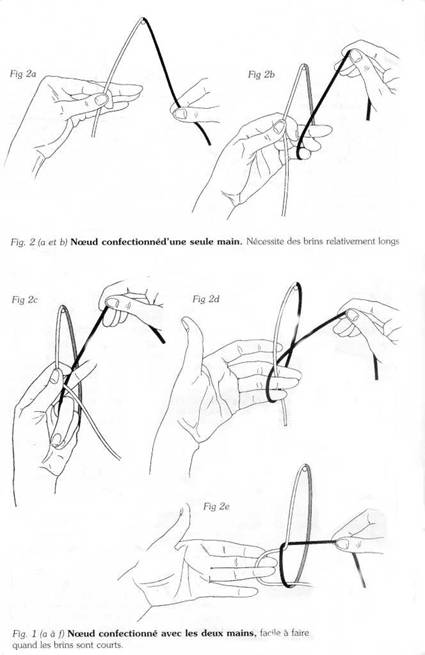 Fig 2a
Fig 2b
Fig. 2 (a et b) Nœud confectionnéd'une seule main. Nécessite des brins relativement longs
Fig 2c
Fig 2d
Fig 2e
Fig. 1 (a à f) Nœud confectionné avec les deux mains, facile à faire
quand les brins sont courts.